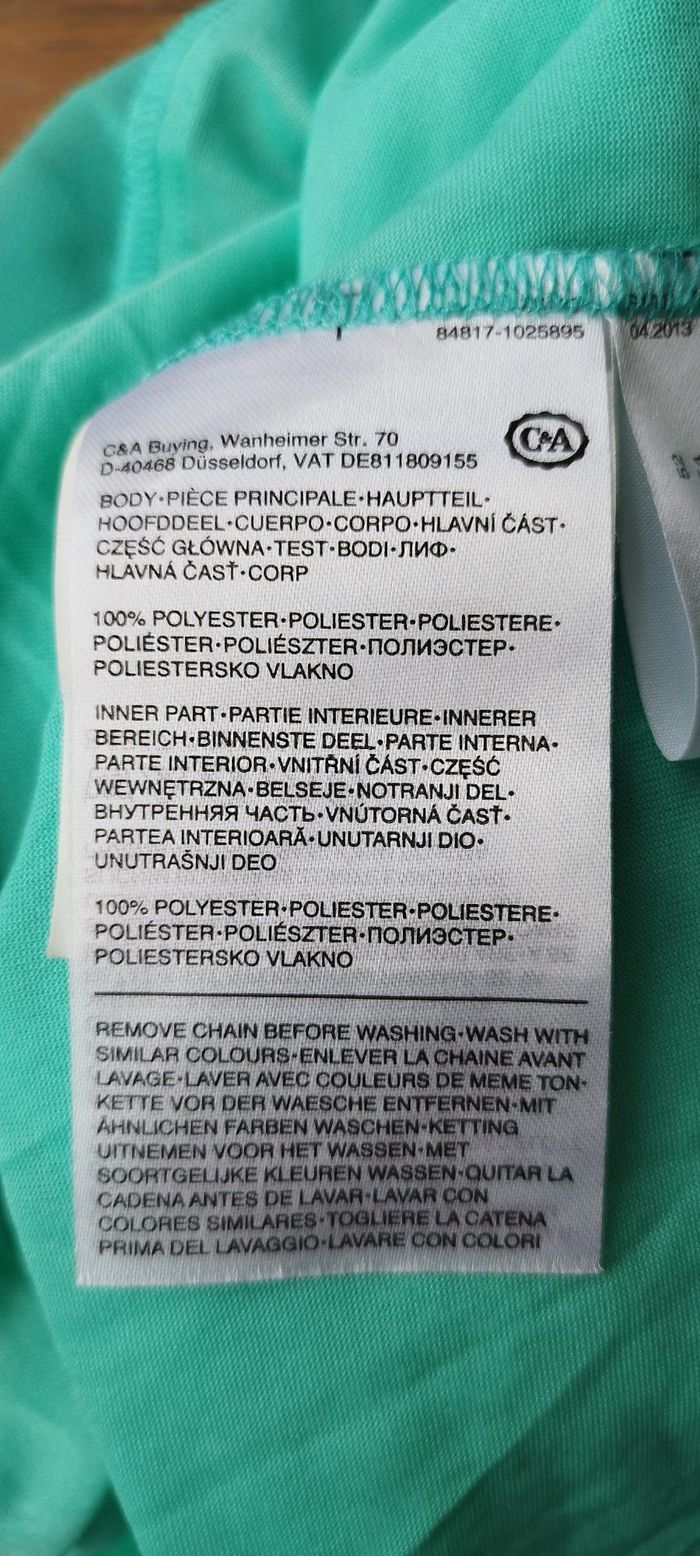 84817-1025895
04.2013
C&A Buying, Wanheimer Str. 70
D-40468 Düsseldorf, VAT DE811809155
C&A
BODY·PIÈCE PRINCIPALE·HAUPTTEIL·
HOOFDDEEL·CUERPO·CORPO·HLAVNÍ ČÁST·
CZĘŚĆ GŁÓWNA·TEST·BODI·ЛИФ·
HLAVNÁ ČASŤ·CORP
100% POLYESTER·POLIESTER·POLIESTERE·
POLIÉSTER·POLIÉSZTER·ПОЛИЭСТЕР·
POLIESTERSKO VLAKNO
INNER PART·PARTIE INTERIEURE·INNERER
BEREICH·BINNENSTE DEEL·PARTE INTERNA·
PARTE INTERIOR·VNITŘNÍ ČÁST·CZĘŚĆ
WEWNĘTRZNA·BELSEJE·NOTRANJI DEL·
ВНУТРЕННЯЯ ЧАСТЬ·VNÚTORNÁ ČASŤ·
PARTEA INTERIOARĂ·UNUTARNJI DIO·
UNUTRAŠNJI DEO
100% POLYESTER·POLIESTER·POLIESTERE·
POLIÉSTER·POLIÉSZTER·ПОЛИЭСТЕР·
POLIESTERSKO VLAKNO
REMOVE CHAIN BEFORE WASHING·WASH WITH
SIMILAR COLOURS·ENLEVER LA CHAINE AVANT
LAVAGE·LAVER AVEC COULEURS DE MEME TON·
KETTE VOR DER WAESCHE ENTFERNEN·MIT
ÄHNLICHEN FARBEN WASCHEN·KETTING
UITNEMEN VOOR HET WASSEN·MET
SOORTGELIJKE KLEUREN WASSEN·QUITAR LA
CADENA ANTES DE LAVAR·LAVAR CON
COLORES SIMILARES·TOGLIERE LA CATENA
PRIMA DEL LAVAGGIO·LAVARE CON COLORI